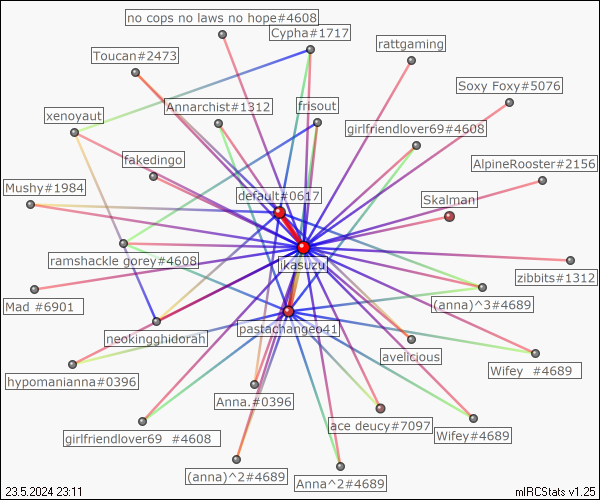 no cops no laws no hope#4608
Cypha#1717
rattgaming
Toucan#2473
Soxy Foxy#5076
Annarchist#1312
frisout
xenoyaut
girlfriendlover69#4608
fakedingo
AlpineRooster#2156
Mushy#1984
default#0617
Skalman
ramshackle gorey#4608
ikasuzu
zibbits#1312
Mad #6901
(anna)^3#4689
neokingghidorah
pastachangeo41
avelicious
hypomanianna#0396
Wifey  #4689
Anna.#0396
ace deucy#7097
girlfriendlover69  #4608
Wifey#4689
(anna)^2#4689
Anna^2#4689
23.5.2024 23:11
mIRCStats v1.25